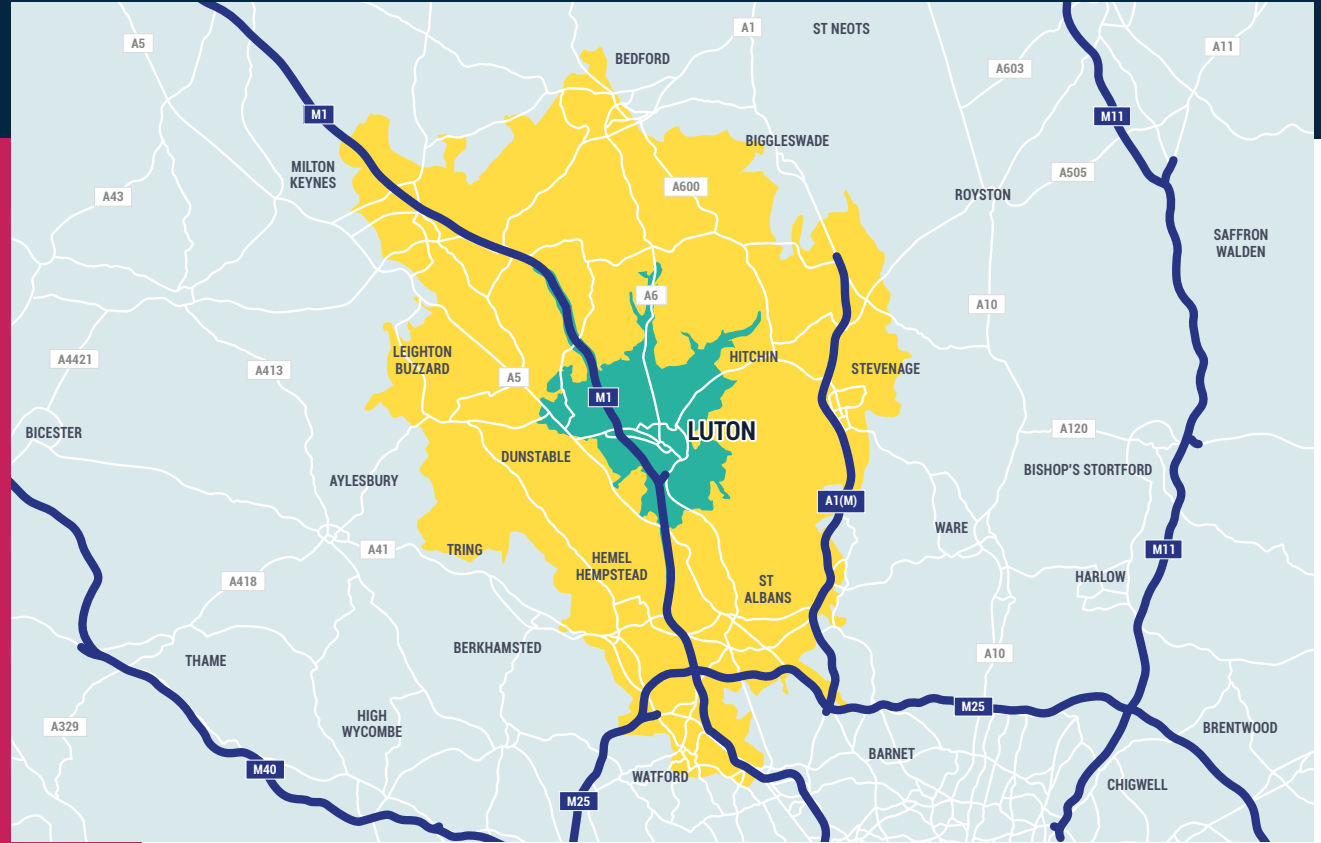 A1
ST NEOTS
A5
A11
BEDFORD
A603
M1
M11
BIGGLESWADE
MILTON
KEYNES
A505
A600
A43
ROYSTON
SAFFRON
WALDEN
A6
A10
LEIGHTON
BUZZARD
HITCHIN
A4421
A413
STEVENAGE
A5
M1
BICESTER
LUTON
A120
DUNSTABLE
BISHOP'S STORTFORD
AYLESBURY
A1(M)
WARE
TRING
A41
M11
HEMEL
HEMPSTEAD
A418
ST
ALBANS
HARLOW
BERKHAMSTED
A10
THAME
M25
HIGH
WYCOMBE
A329
BRENTWOOD
BARNET
M40
WATFORD
CHIGWELL
M25